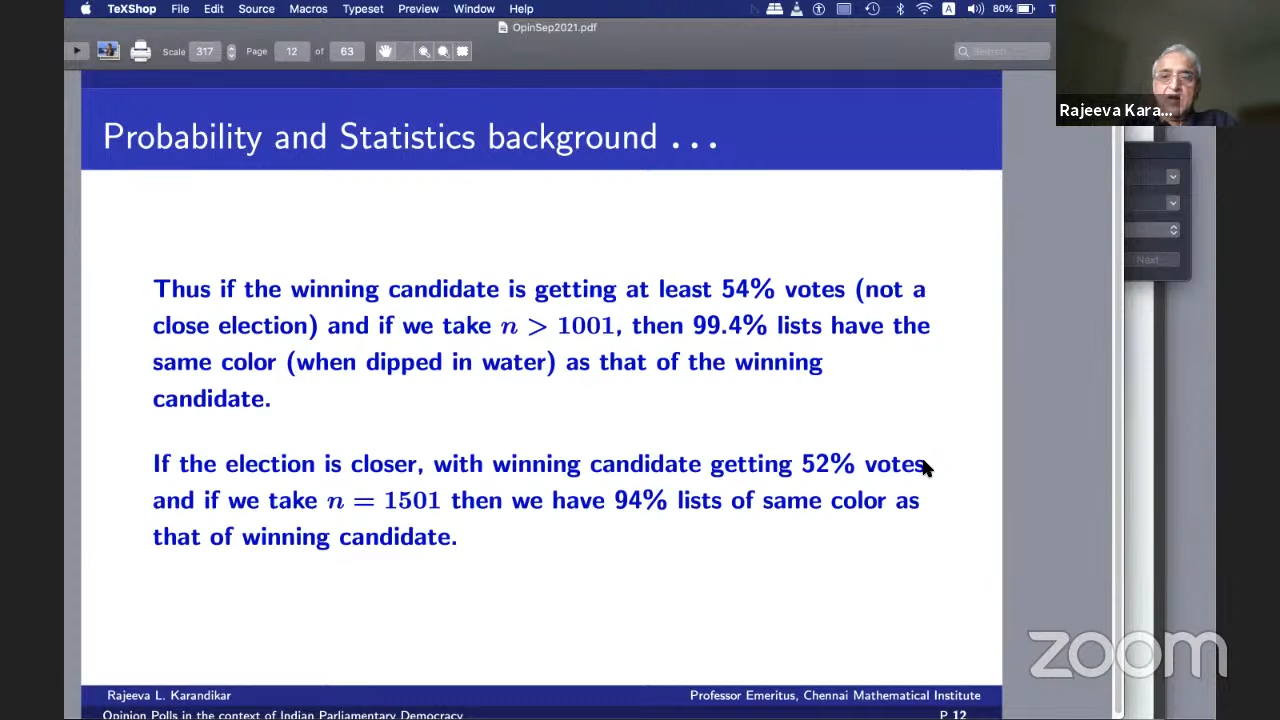 TeXShop File Edit Source Macros Typeset Preview Window Help A 80%
OpinSep2021.pdf
Scale 317 Page 12 of 63 Search
Rajeeva Kara...
Probability and Statistics background ...
Thus if the winning candidate is getting at least 54% votes (not a
close election) and if we take n > 1001, then 99.4% lists have the
same color (when dipped in water) as that of the winning
candidate.
If the election is closer, with winning candidate getting 52% votes
and if we take n = 1501 then we have 94% lists of same color as
that of winning candidate.
Next
zoom
Rajeeva L. Karandikar Professor Emeritus, Chennai Mathematical Institute
Opinion Polls in the context of Indian Parliamentary Democracy P 12